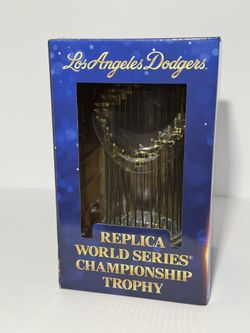 Los Angeles Dodgers
REPLICA
WORLD SERIES®
CHAMPIONSHIP
TROPHY